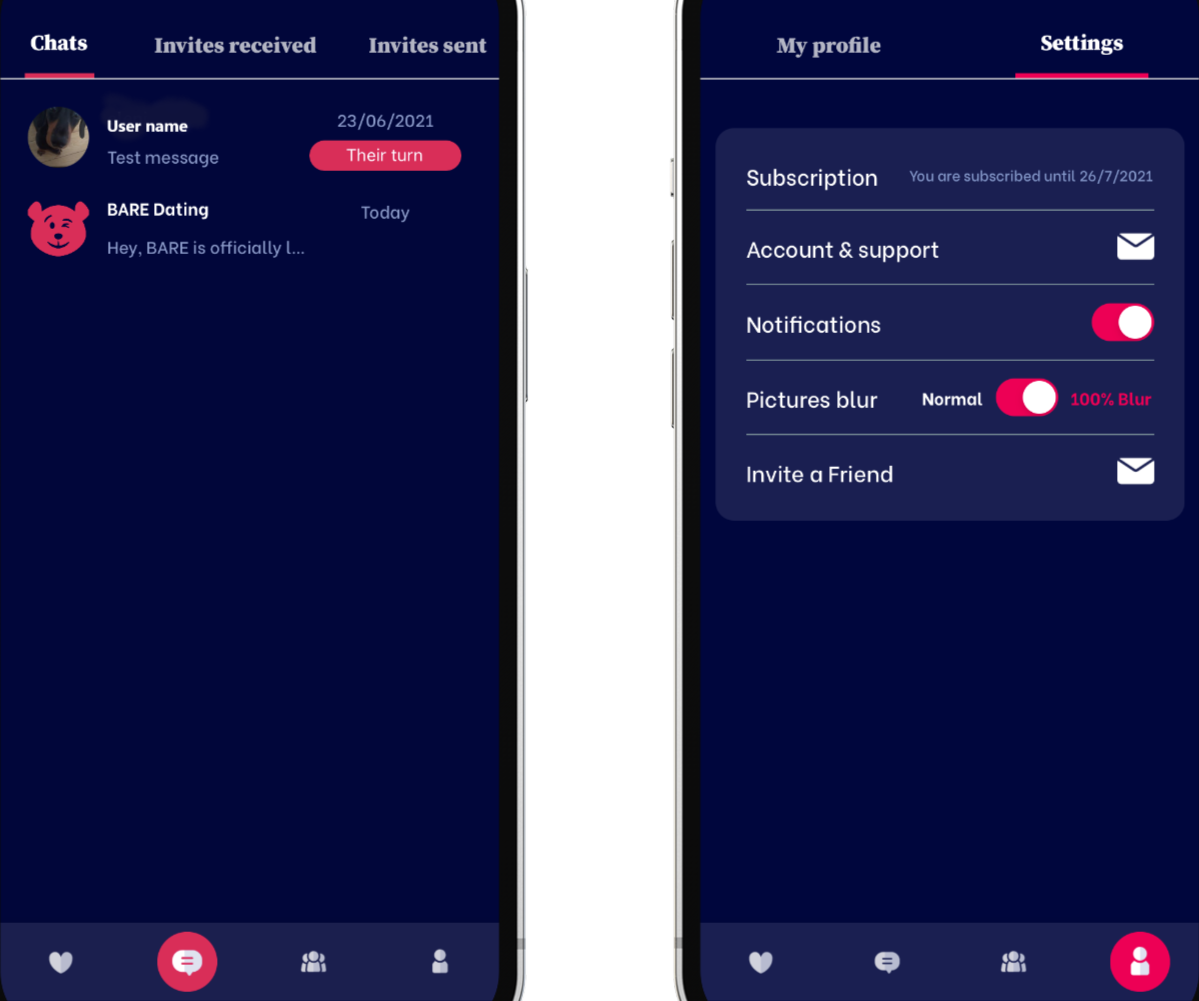 Chats Invites received Invites sent
User name 23/06/2021
Test message Their turn
BARE Dating Today
Hey, BARE is officially l...
My profile Settings
Subscription You are subscribed until 26/7/2021
Account & support
Notifications
Pictures blur Normal 100% Blur
Invite a Friend